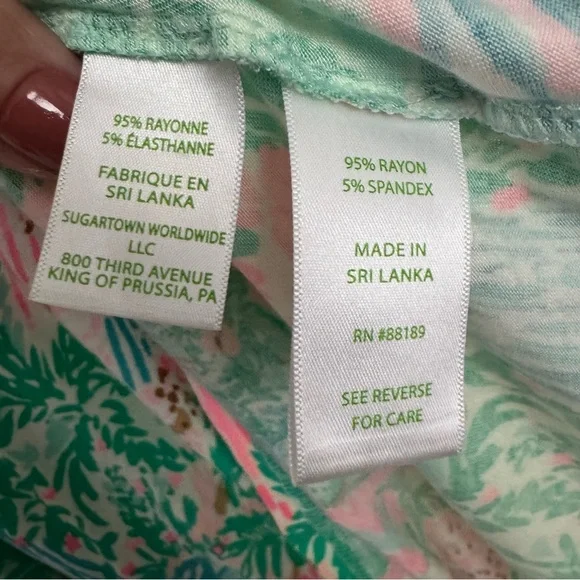 95% RAYONNE
5% ÉLASTHANNE
FABRIQUE EN
SRI LANKA
SUGARTOWN WORLDWIDE
LLC
800 THIRD AVENUE
KING OF PRUSSIA, PA
95% RAYON
5% SPANDEX
MADE IN
SRI LANKA
RN #88189
SEE REVERSE
FOR CARE